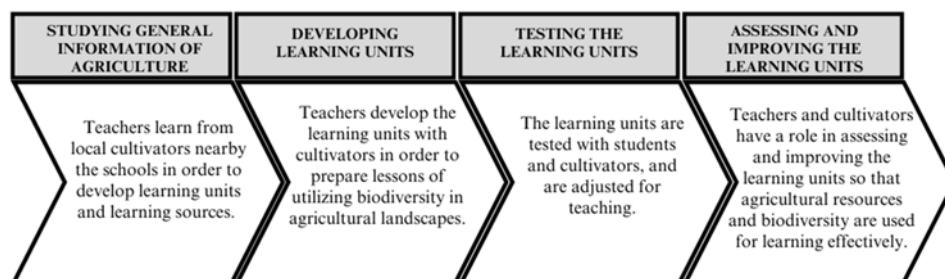 STUDYING GENERAL
INFORMATION OF
AGRICULTURE
Teachers learn from
local cultivators nearby
the schools in order to
develop learning units
and learning sources.
DEVELOPING
LEARNING UNITS
Teachers develop the
learning units with
cultivators in order to
prepare lessons of
utilizing biodiversity in
agricultural landscapes.
TESTING THE
LEARNING UNITS
The learning units are
tested with students
and cultivators, and
are adjusted for
teaching.
ASSESSING AND
IMPROVING THE
LEARNING UNITS
Teachers and cultivators
have a role in assessing
and improving the
learning units so that
agricultural resources
and biodiversity are used
for learning effectively.